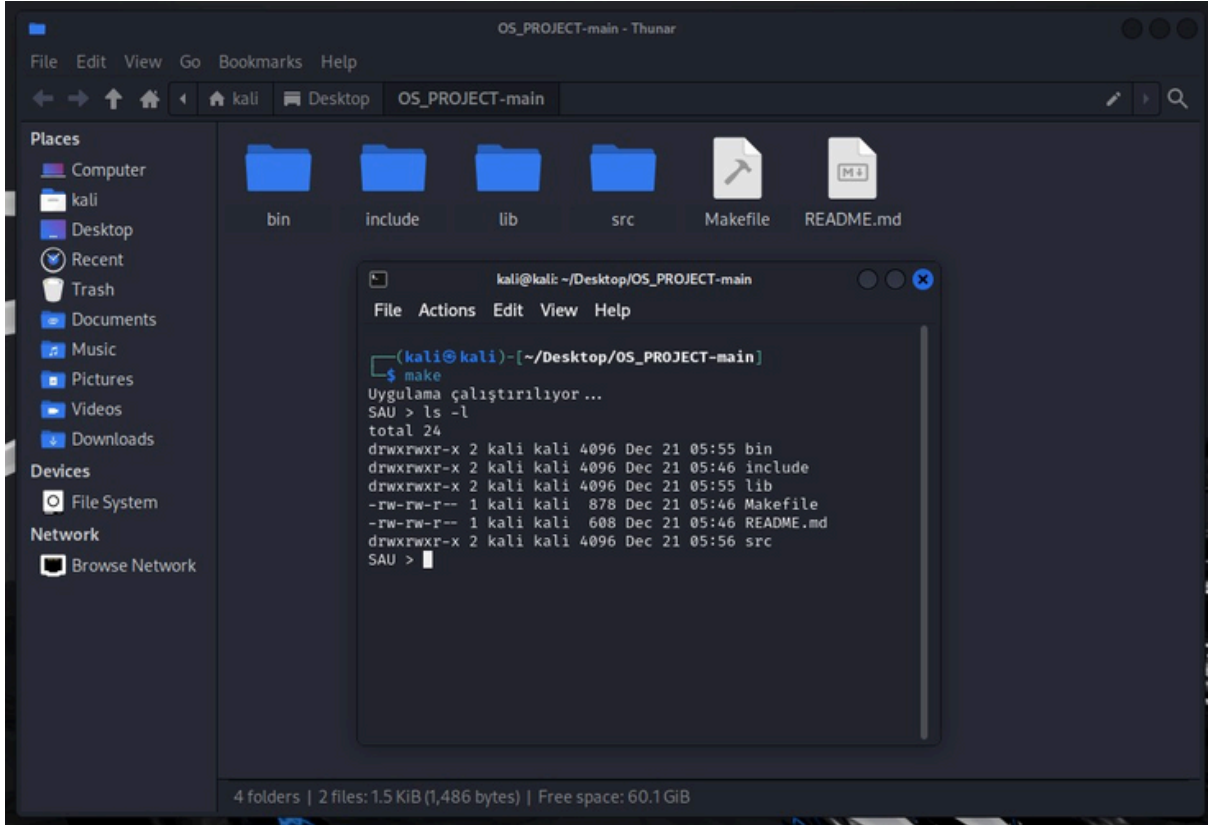 OS_PROJECT-main - Thunar
File Edit View Go Bookmarks Help
kali Desktop OS_PROJECT-main
Places
Computer
kali
Desktop
Recent
Trash
Documents
Music
Pictures
Videos
Downloads
Devices
File System
Network
Browse Network
bin include lib src Makefile README.md
kali@kali: ~/Desktop/OS_PROJECT-main
File Actions Edit View Help
┌──(kali㉿kali)-[~/Desktop/OS_PROJECT-main]
└─$ make
Uygulama çalıştırılıyor...
SAU > ls -l
total 24
drwxrwxr-x 2 kali kali 4096 Dec 21 05:55 bin
drwxrwxr-x 2 kali kali 4096 Dec 21 05:46 include
drwxrwxr-x 2 kali kali 4096 Dec 21 05:55 lib
-rw-rw-r-- 1 kali kali  878 Dec 21 05:46 Makefile
-rw-rw-r-- 1 kali kali  608 Dec 21 05:46 README.md
drwxrwxr-x 2 kali kali 4096 Dec 21 05:56 src
SAU >
4 folders | 2 files: 1.5 KiB (1,486 bytes) | Free space: 60.1 GiB